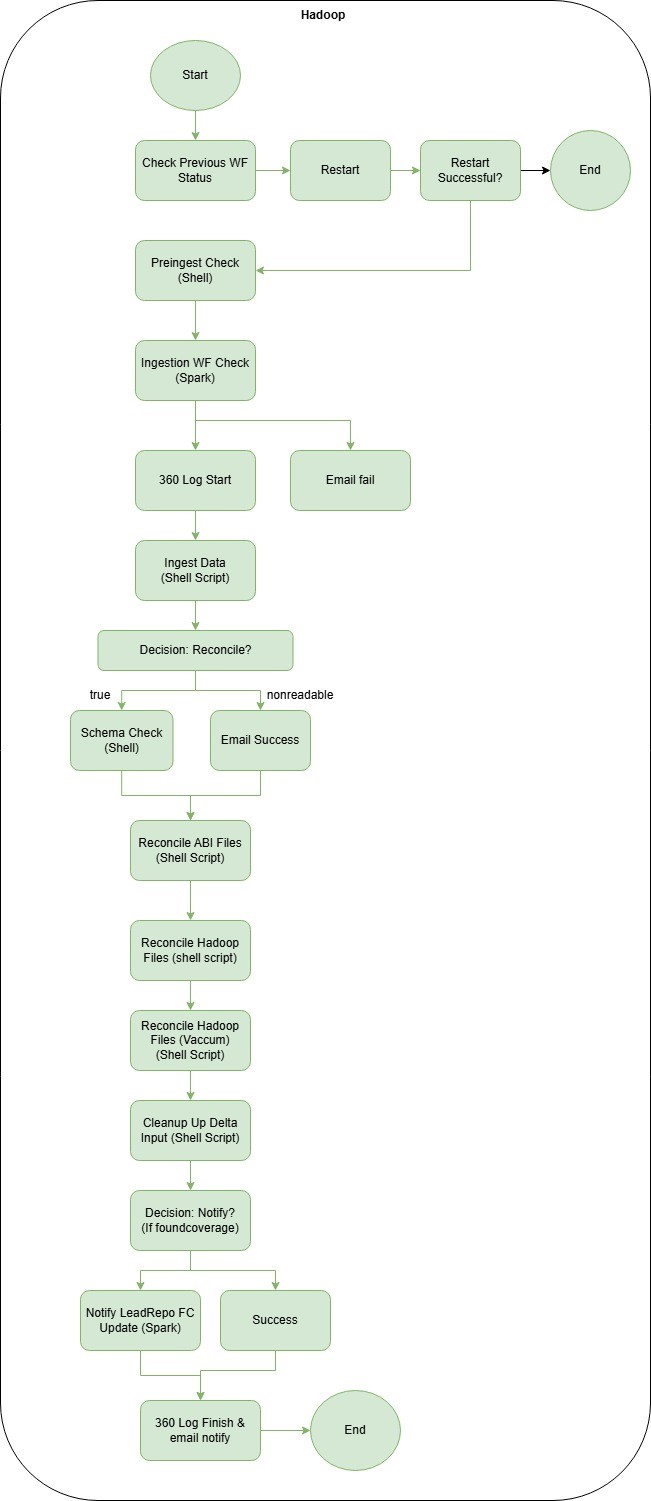 Hadoop
Start
Check Previous WF
Status
Restart
Restart
Successful?
End
Preingest Check
(Shell)
Ingestion WF Check
(Spark)
360 Log Start
Email fail
Ingest Data
(Shell Script)
Decision: Reconcile?
true
nonreadable
Schema Check
(Shell)
Email Success
Reconcile ABI Files
(Shell Script)
Reconcile Hadoop
Files (shell script)
Reconcile Hadoop
Files (Vaccum)
(Shell Script)
Cleanup Up Delta
Input (Shell Script)
Decision: Notify?
(If foundcoverage)
Notify LeadRepo FC
Update (Spark)
Success
360 Log Finish &
email notify
End